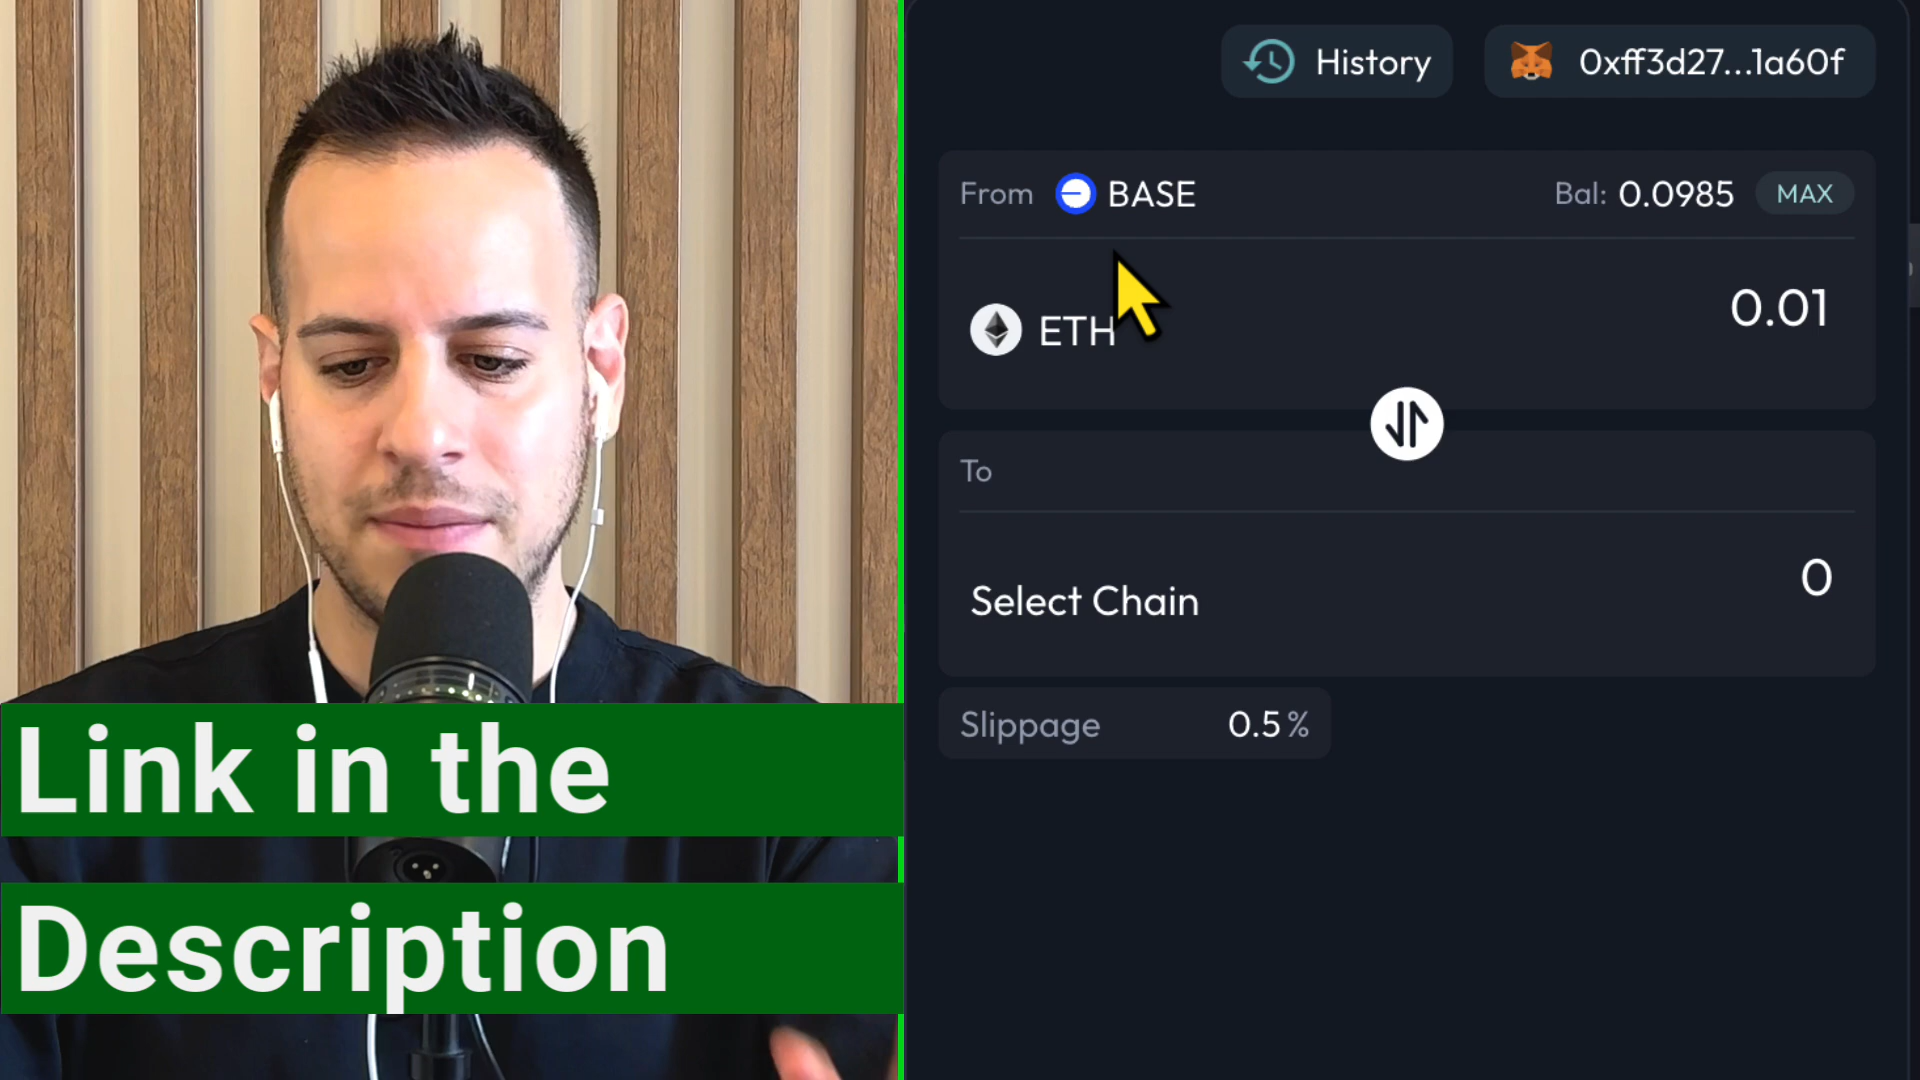 History
0xff3d27...1a60f
From BASE Bal: 0.0985 MAX
ETH 0.01
To
Select Chain 0
Slippage 0.5 %
Link in the
Description